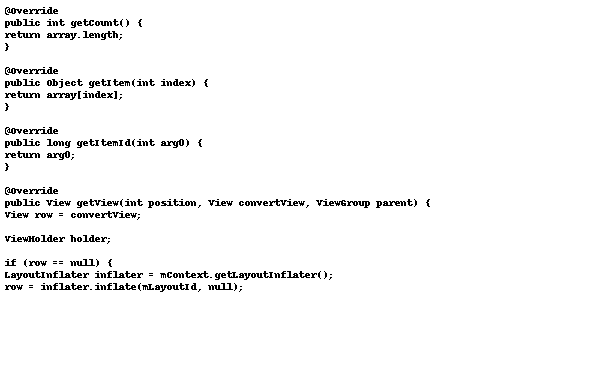 @Override
public int getCount() {
return array.length;
}
@Override
public Object getItem(int index) {
return array[index];
}
@Override
public long getItemId(int arg0) {
return arg0;
}
@Override
public View getView(int position, View convertView, ViewGroup parent) {
View row = convertView;
ViewHolder holder;
if (row == null) {
LayoutInflater inflater = mContext.getLayoutInflater();
row = inflater.inflate(mLayoutId, null);